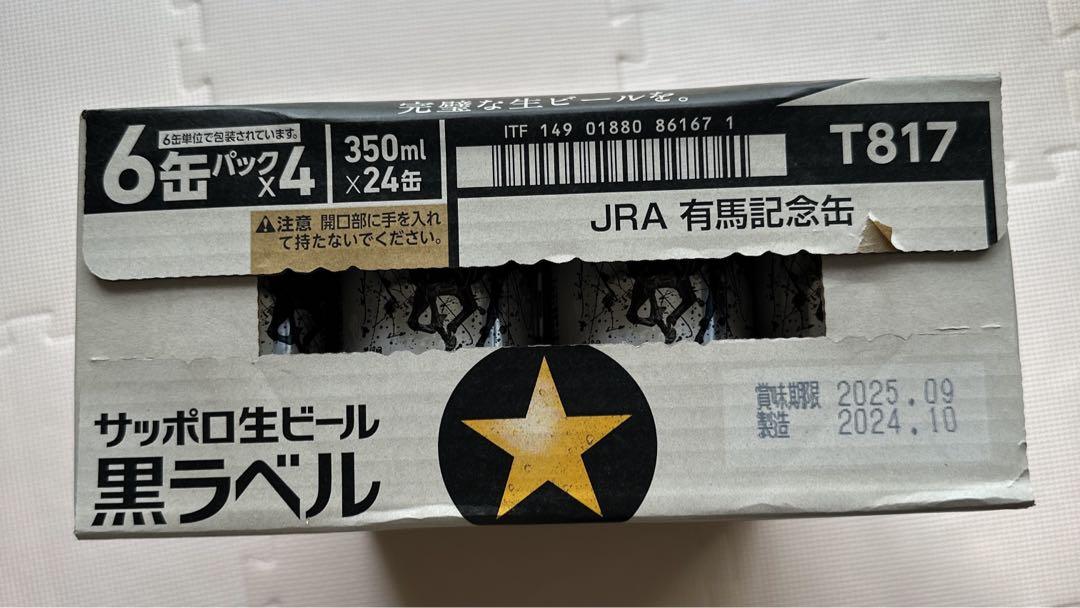 完璧な生ビールを。
6缶パック×4
6缶単位で包装されています。
350ml
×24缶
ITF 149 01880 86167 1
T817
JRA 有馬記念缶
注意 開口部に手を入れ
て持たないでください。
サッポロ生ビール
黒ラベル
賞味期限 2025.09
製造 2024.10